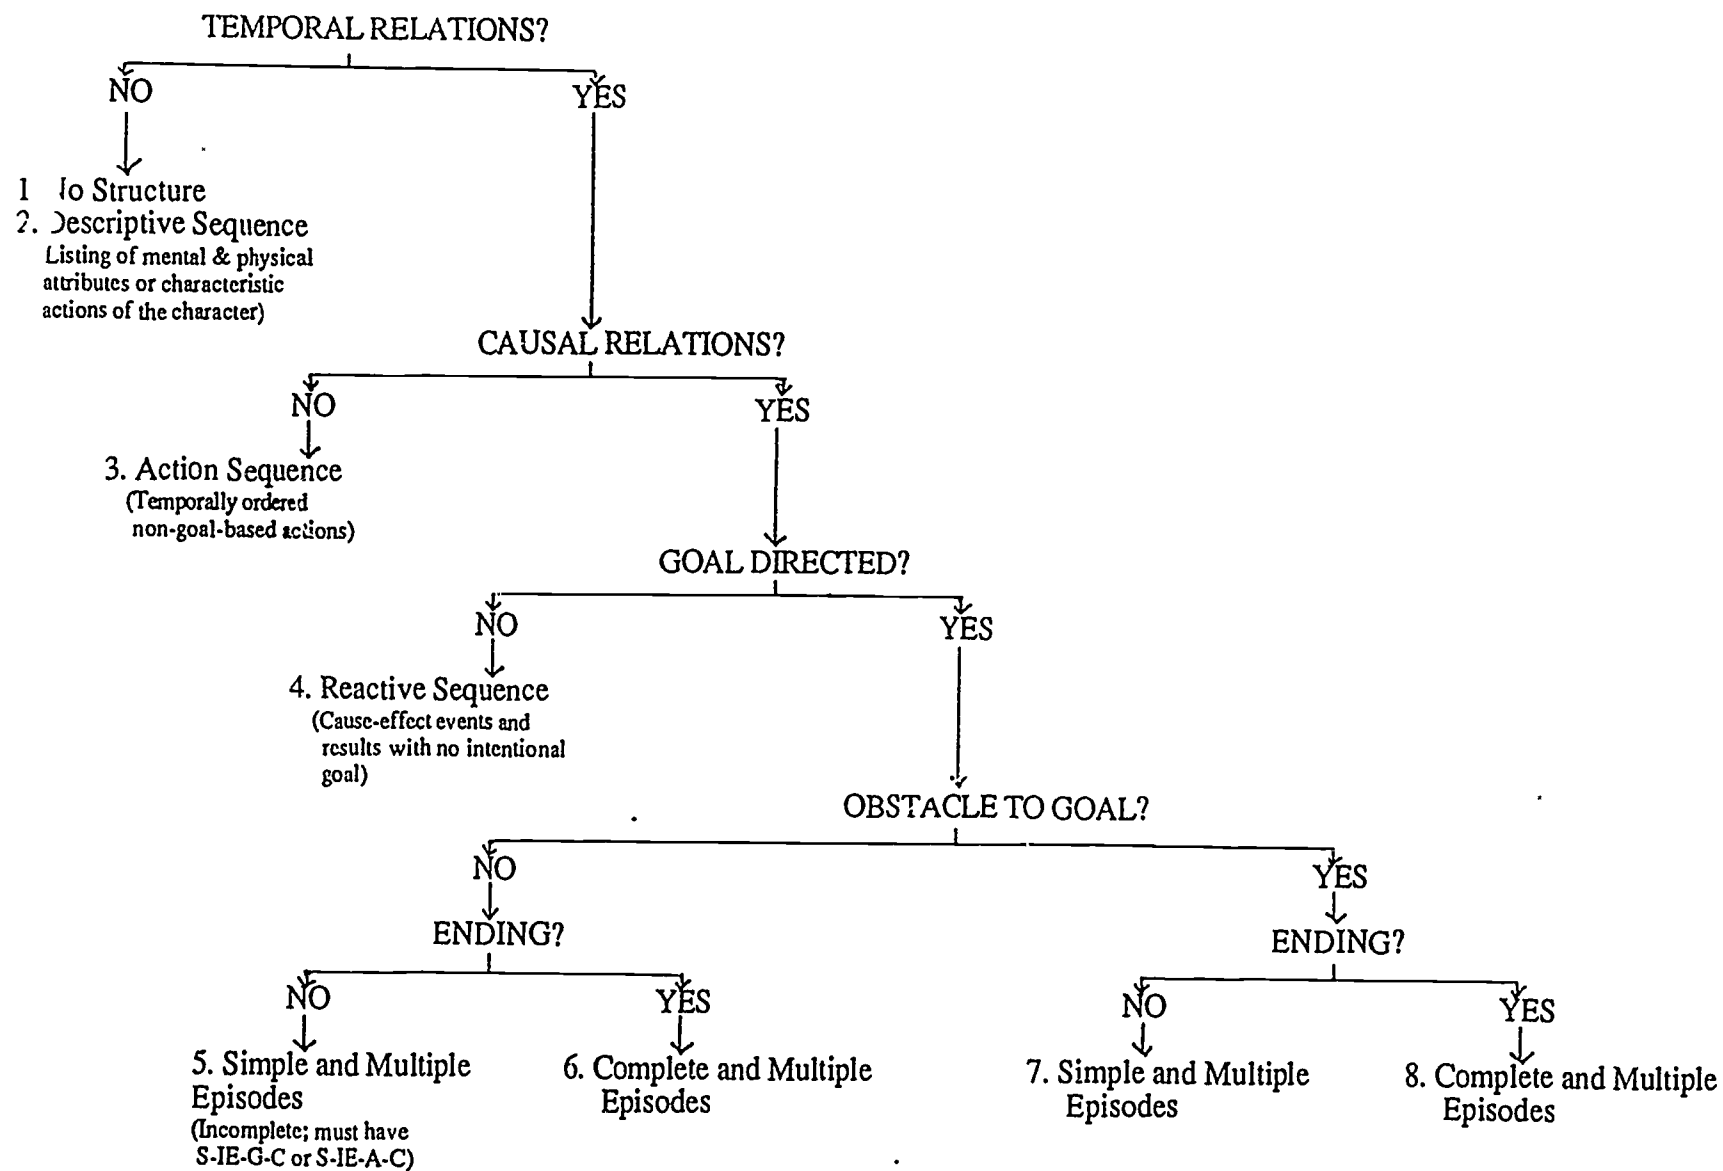 TEMPORAL RELATIONS?
NO
YES
1 No Structure
2. Descriptive Sequence
Listing of mental & physical
attributes or characteristic
actions of the character)
CAUSAL RELATIONS?
NO
YES
3. Action Sequence
(Temporally ordered
non-goal-based actions)
GOAL DIRECTED?
NO
YES
4. Reactive Sequence
(Cause-effect events and
results with no intentional
goal)
OBSTACLE TO GOAL?
NO
YES
ENDING?
ENDING?
NO
YES
NO
YES
5. Simple and Multiple
Episodes
(Incomplete; must have
S-IE-G-C or S-IE-A-C)
6. Complete and Multiple
Episodes
7. Simple and Multiple
Episodes
8. Complete and Multiple
Episodes